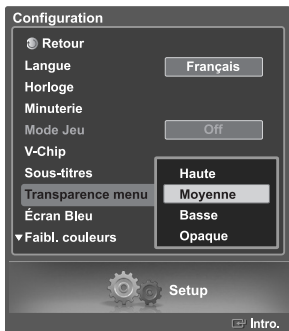 Configuration
Retour
Langue Français
Horloge
Minuterie
Mode Jeu Off
V-Chip
Sous-titres Haute
Transparence menu Moyenne
Écran Bleu Basse
▼Faibl. couleurs Opaque
Setup
Intro.